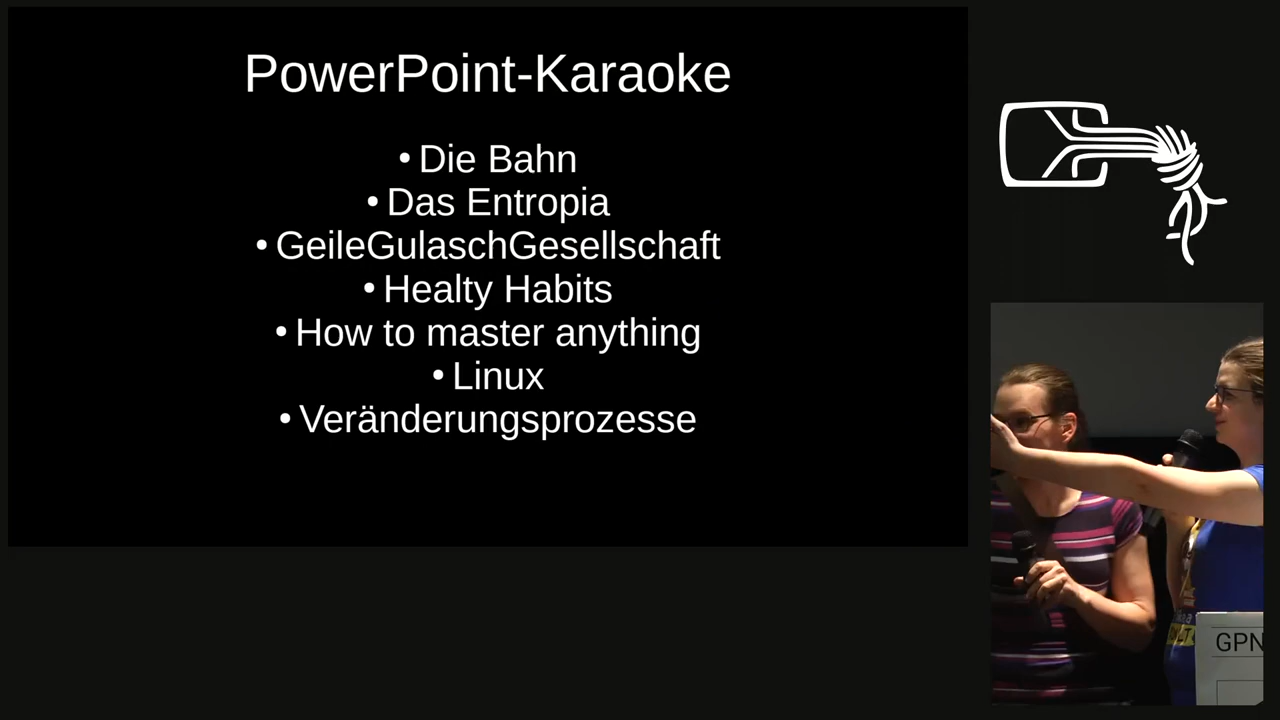 PowerPoint-Karaoke
• Die Bahn
• Das Entropia
• GeileGulaschGesellschaft
• Healty Habits
• How to master anything
• Linux
• Veränderungsprozesse
GPN